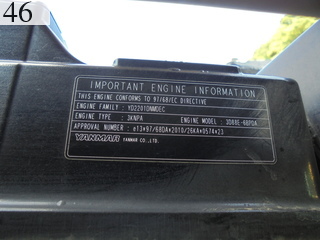 46
IMPORTANT ENGINE INFORMATION
THIS ENGINE CONFORMS TO 97/68/EC DIRECTIVE
ENGINE FAMILY : YD2201DNMDEC
ENGINE TYPE : 3KNPA ENGINE MODEL : 3D88E-6BPDA
APPROVAL NUMBER : e13*97/68DA*2010/26KA*0574*23
YANMAR YANMAR CO.,LTD.